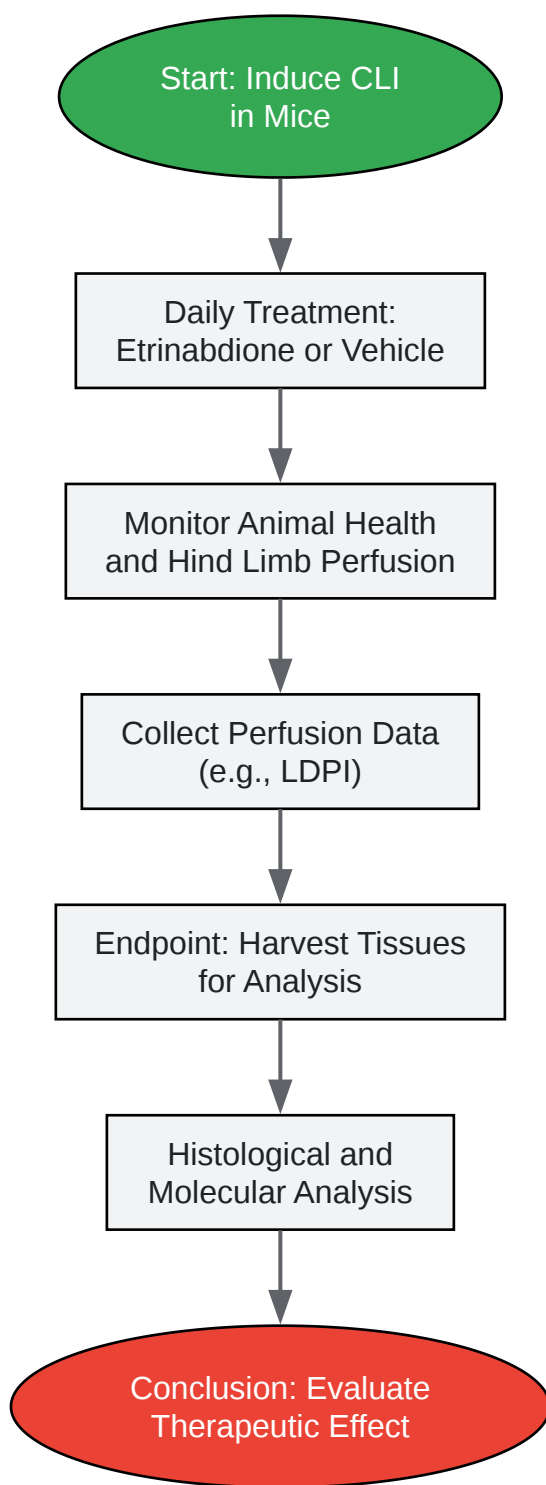 Start: Induce CLI
in Mice
Daily Treatment:
Etrinabdione or Vehicle
Monitor Animal Health
and Hind Limb Perfusion
Collect Perfusion Data
(e.g., LDPI)
Endpoint: Harvest Tissues
for Analysis
Histological and
Molecular Analysis
Conclusion: Evaluate
Therapeutic Effect